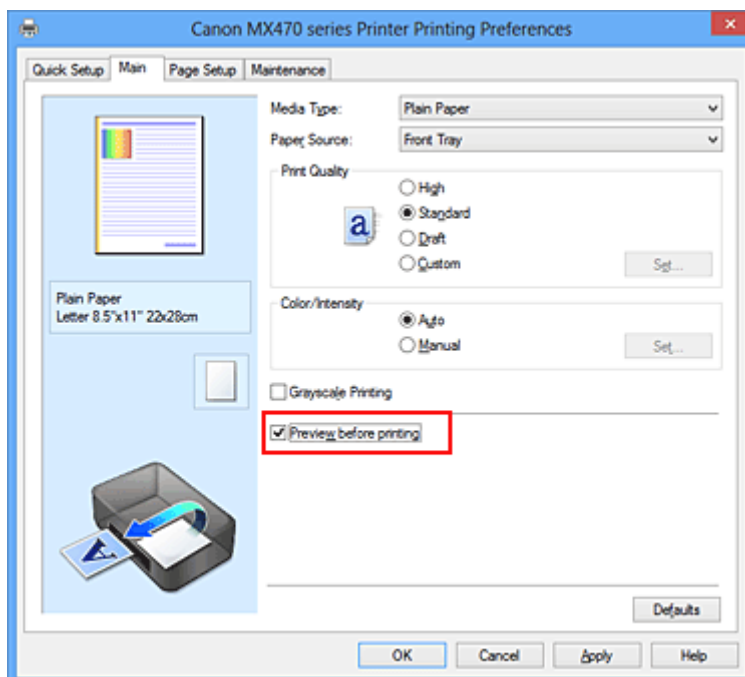 Canon MX470 series Printer Printing Preferences
Quick Setup Main Page Setup Maintenance
Media Type: Plain Paper
Paper Source: Front Tray
Print Quality
High
a Standard
Draft
Custom Set...
Plain Paper
Letter 8.5"x11" 22x28cm
Color/Intensity
Auto
Manual Set...
Grayscale Printing
Preview before printing
A
Defaults
OK Cancel Apply Help